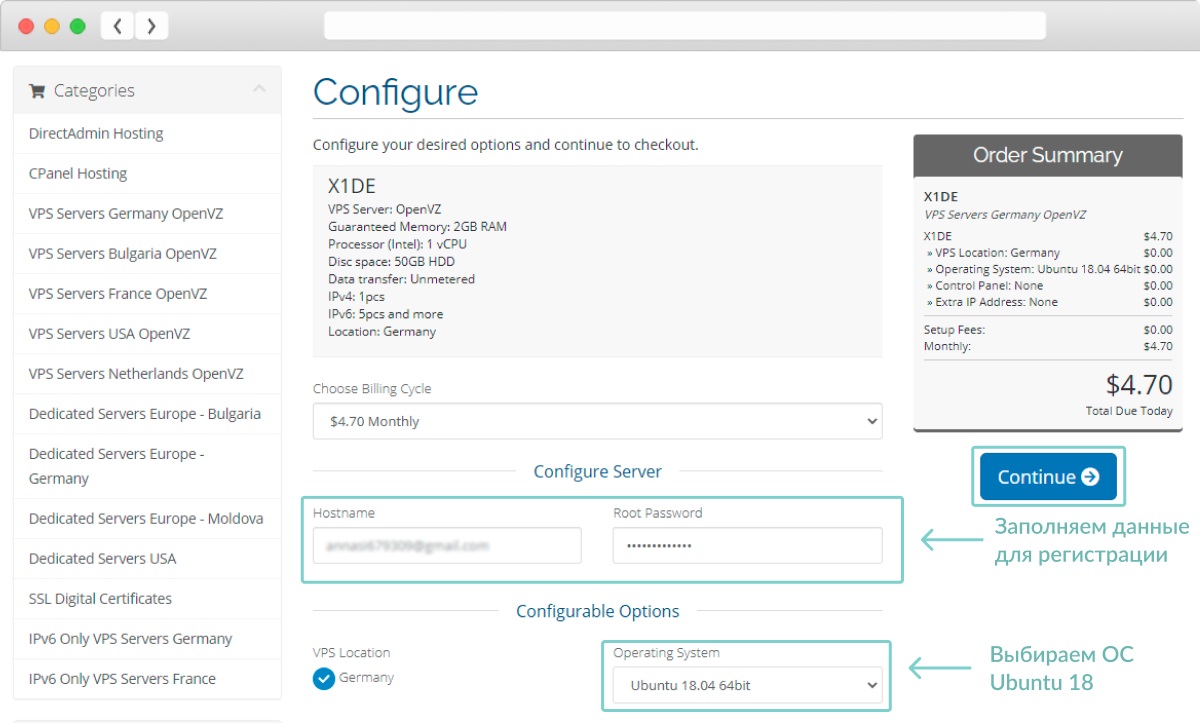 Categories
DirectAdmin Hosting
CPanel Hosting
VPS Servers Germany OpenVZ
VPS Servers Bulgaria OpenVZ
VPS Servers France OpenVZ
VPS Servers USA OpenVZ
VPS Servers Netherlands OpenVZ
Dedicated Servers Europe - Bulgaria
Dedicated Servers Europe -
Germany
Dedicated Servers Europe - Moldova
Dedicated Servers USA
SSL Digital Certificates
IPv6 Only VPS Servers Germany
IPv6 Only VPS Servers France
Configure
Configure your desired options and continue to checkout.
X1DE
VPS Server: OpenVZ
Guaranteed Memory: 2GB RAM
Processor (Intel): 1 vCPU
Disc space: 50GB HDD
Data transfer: Unmetered
IPv4: 1pcs
IPv6: 5pcs and more
Location: Germany
Choose Billing Cycle
$4.70 Monthly
Configure Server
Hostname
Root Password
•••••••••••••
Configurable Options
VPS Location
Germany
Operating System
Ubuntu 18.04 64bit
Order Summary
X1DE
VPS Servers Germany OpenVZ
X1DE $4.70
» VPS Location: Germany $0.00
» Operating System: Ubuntu 18.04 64bit $0.00
» Control Panel: None $0.00
» Extra IP Address: None $0.00
Setup Fees: $0.00
Monthly: $4.70
$4.70
Total Due Today
Continue
Заполняем данные
для регистрации
Выбираем ОС
Ubuntu 18